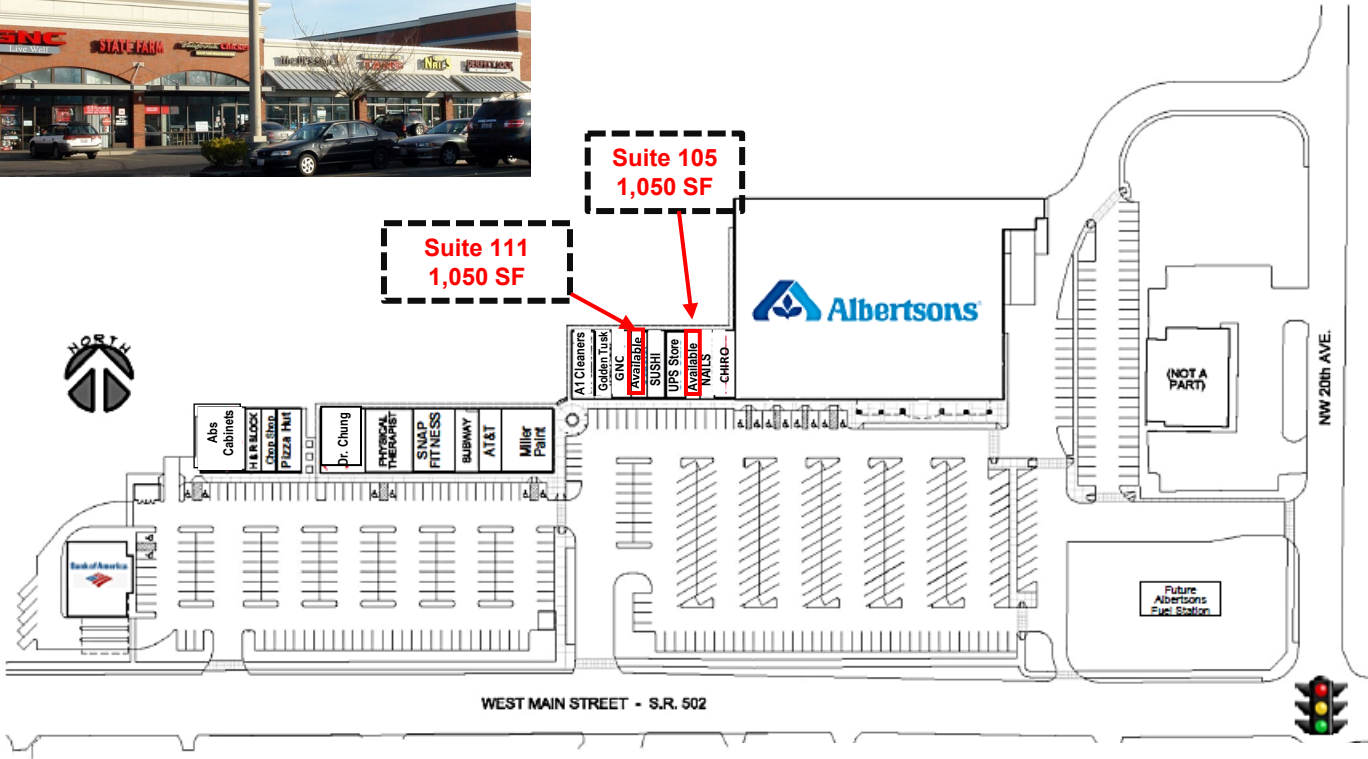 GNC
Live Well
STATE FARM
Chicken
NAILS
Suite 105
1,050 SF
Suite 111
1,050 SF
Albertsons
NORTH
A1 Cleaners
Golden Tusk
GNC
Available
SUSHI
UPS Store
Available
NAILS
CHIRO
(NOT A
PART)
NW 20th AVE.
Abs
Cabinets
H & R BLOCK
Chop Shop
Pizza Hut
Dr. Chung
PHYSICAL
THERAPIST
SNAP
FITNESS
SUBWAY
AT&T
Miller
Paint
Bank of America
Future
Albertsons
Fuel Station
WEST MAIN STREET - S.R. 502